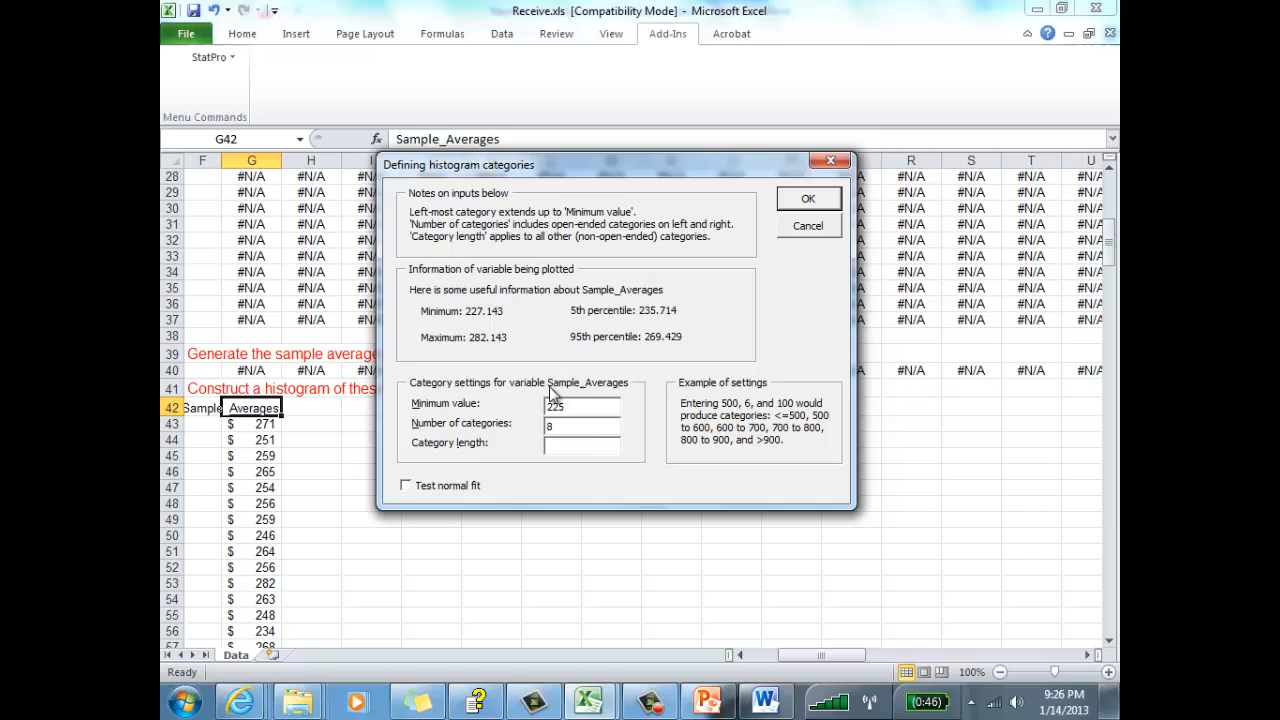 Receive.xls [Compatibility Mode] - Microsoft Excel
File Home Insert Page Layout Formulas Data Review View Add-Ins Acrobat
StatPro
Menu Commands
G42 fx Sample_Averages
F G H I R S T U
28 #N/A #N/A #N/A #N/A #N/A #N/A #N/A
29 #N/A #N/A #N/A #N/A #N/A #N/A
30 #N/A #N/A #N/A #N/A #N/A #N/A
31 #N/A #N/A #N/A #N/A #N/A #N/A
32 #N/A #N/A #N/A #N/A #N/A #N/A
33 #N/A #N/A #N/A #N/A #N/A #N/A
34 #N/A #N/A #N/A #N/A #N/A #N/A
35 #N/A #N/A #N/A #N/A #N/A #N/A
36 #N/A #N/A #N/A #N/A #N/A #N/A
37 #N/A #N/A #N/A #N/A #N/A #N/A
38
39 Generate the sample average
40 #N/A #N/A #N/A #N/A #N/A #N/A
41 Construct a histogram of thes
42 Sample_Averages
43 $ 271
44 $ 251
45 $ 259
46 $ 265
47 $ 254
48 $ 256
49 $ 259
50 $ 246
51 $ 264
52 $ 256
53 $ 282
54 $ 263
55 $ 248
56 $ 234
67 $ 268
Defining histogram categories
Notes on inputs below
Left-most category extends up to 'Minimum value'.
'Number of categories' includes open-ended categories on left and right.
'Category length' applies to all other (non-open-ended) categories.
OK
Cancel
Information of variable being plotted
Here is some useful information about Sample_Averages
Minimum: 227.143 5th percentile: 235.714
Maximum: 282.143 95th percentile: 269.429
Category settings for variable Sample_Averages
Minimum value: 225
Number of categories: 8
Category length:
Example of settings
Entering 500, 6, and 100 would
produce categories: <=500, 500
to 600, 600 to 700, 700 to 800,
800 to 900, and >900.
Test normal fit
Data
Ready 100%
(0:46)
9:26 PM
1/14/2013